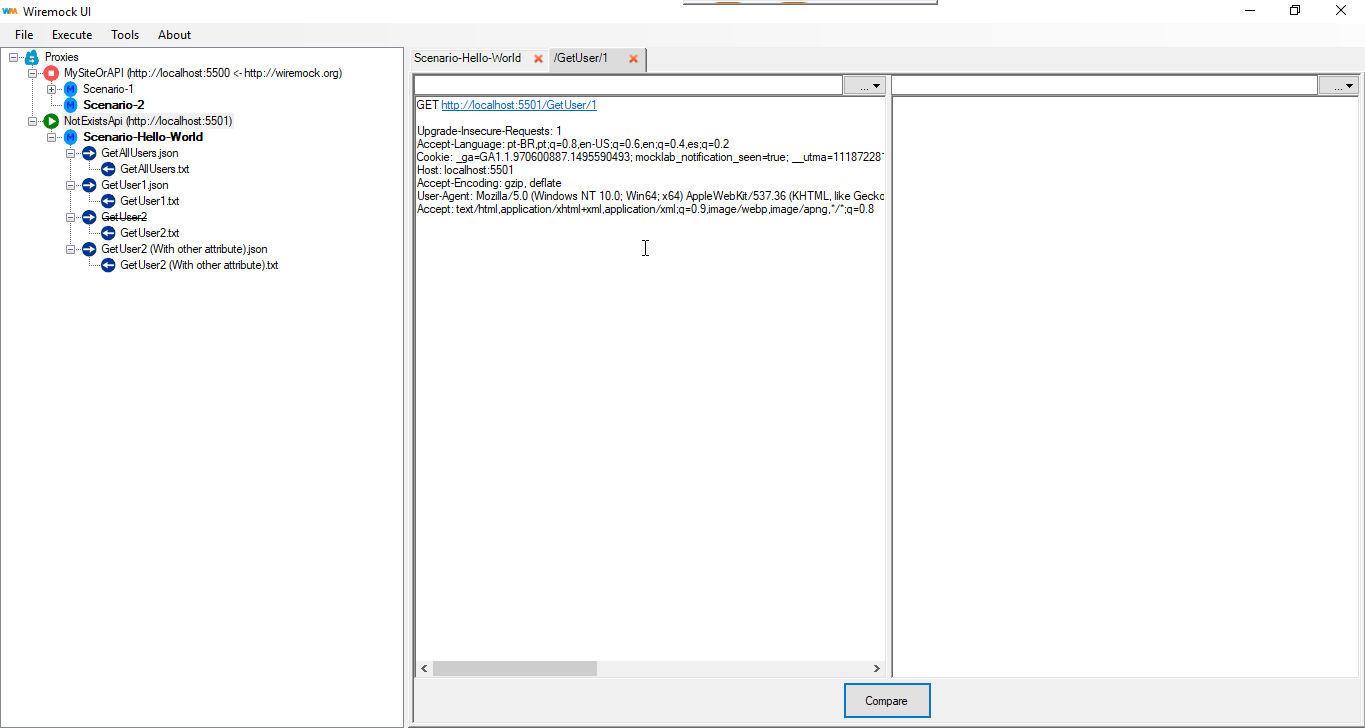 WM Wiremock UI
File Execute Tools About
Proxies
MySiteOrAPI (http://localhost:5500 <- http://wiremock.org)
Scenario-1
Scenario-2
NotExistsApi (http://localhost:5501)
Scenario-Hello-World
GetAllUsers.json
GetAllUsers.txt
GetUser1.json
GetUser1.txt
GetUser2
GetUser2.txt
GetUser2 (With other attribute).json
GetUser2 (With other attribute).txt
Scenario-Hello-World /GetUser/1
... ...
GET http://localhost:5501/GetUser/1
Upgrade-Insecure-Requests: 1
Accept-Language: pt-BR,pt;q=0.8,en-US;q=0.6,en;q=0.4,es;q=0.2
Cookie: _ga=GA1.1.970600887.1495590493; mocklab_notification_seen=true; __utma=11187228
Host: localhost:5501
Accept-Encoding: gzip, deflate
User-Agent: Mozilla/5.0 (Windows NT 10.0; Win64; x64) AppleWebKit/537.36 (KHTML, like Gecko
Accept: text/html,application/xhtml+xml,application/xml;q=0.9,image/webp,image/apng,*/*;q=0.8
Compare